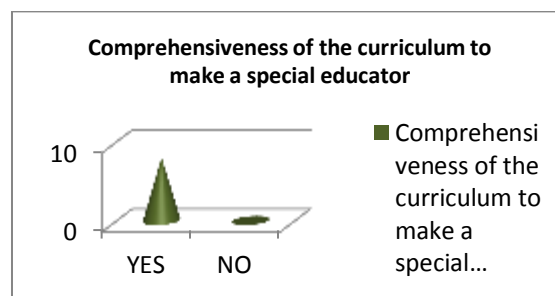 Comprehensiveness of the curriculum to
make a special educator
10
0
YES NO
Comprehensi
veness of the
curriculum to
make a
special...